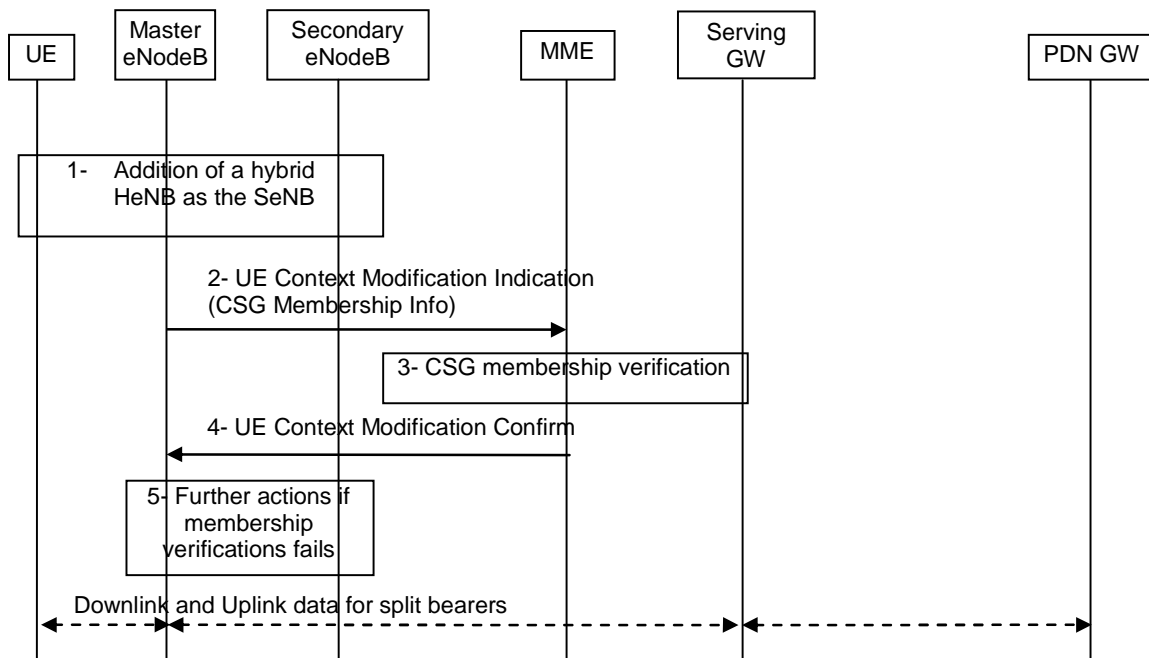 UE
Master
eNodeB
Secondary
eNodeB
MME
Serving
GW
PDN GW
1- Addition of a hybrid
HeNB as the SeNB
2- UE Context Modification Indication
(CSG Membership Info)
3- CSG membership verification
4- UE Context Modification Confirm
5- Further actions if
membership
verifications fails
Downlink and Uplink data for split bearers